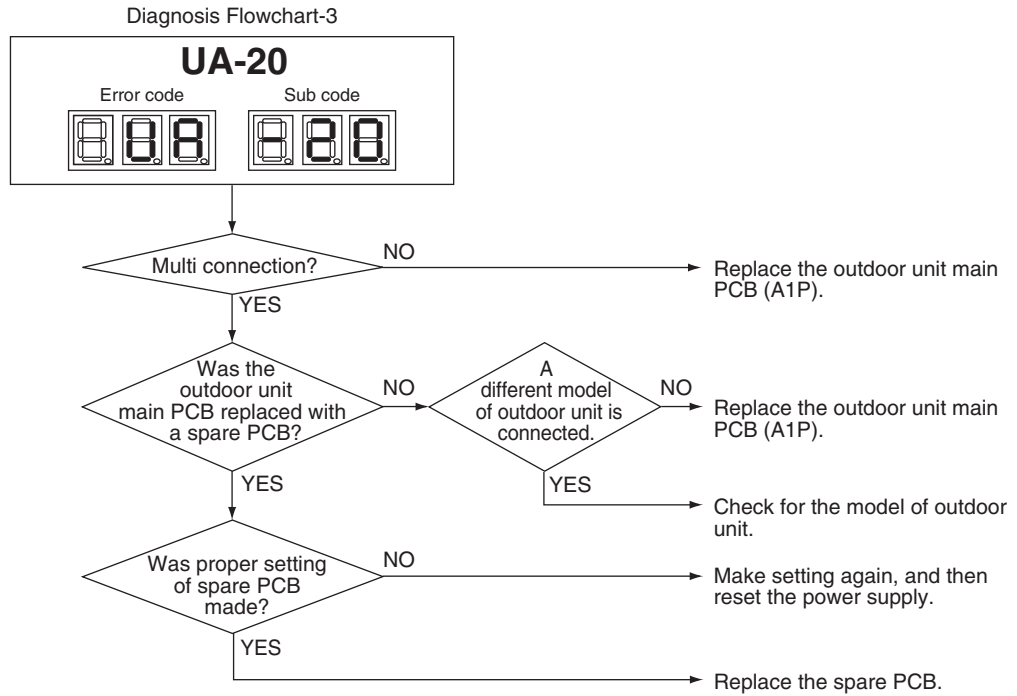 Diagnosis Flowchart-3
UA-20
Error code
Sub code
UA
-20
Multi connection?
NO
Replace the outdoor unit main
PCB (A1P).
YES
Was the
outdoor unit
main PCB replaced with
a spare PCB?
NO
A
different model
of outdoor unit is
connected.
NO
Replace the outdoor unit main
PCB (A1P).
YES
YES
Check for the model of outdoor
unit.
Was proper setting
of spare PCB
made?
NO
Make setting again, and then
reset the power supply.
YES
Replace the spare PCB.